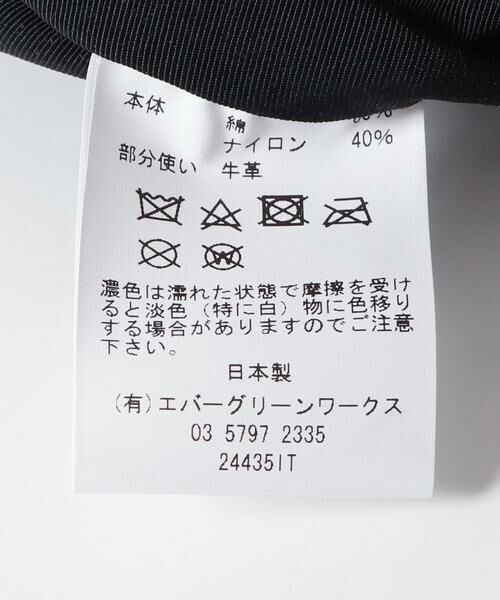 本体
綿
ナイロン 40%
部分使い 牛革
濃色は濡れた状態で摩擦を受け
ると淡色（特に白）物に色移り
する場合がありますのでご注意
下さい。
日本製
(有)エバーグリーンワークス
03 5797 2335
24435IT